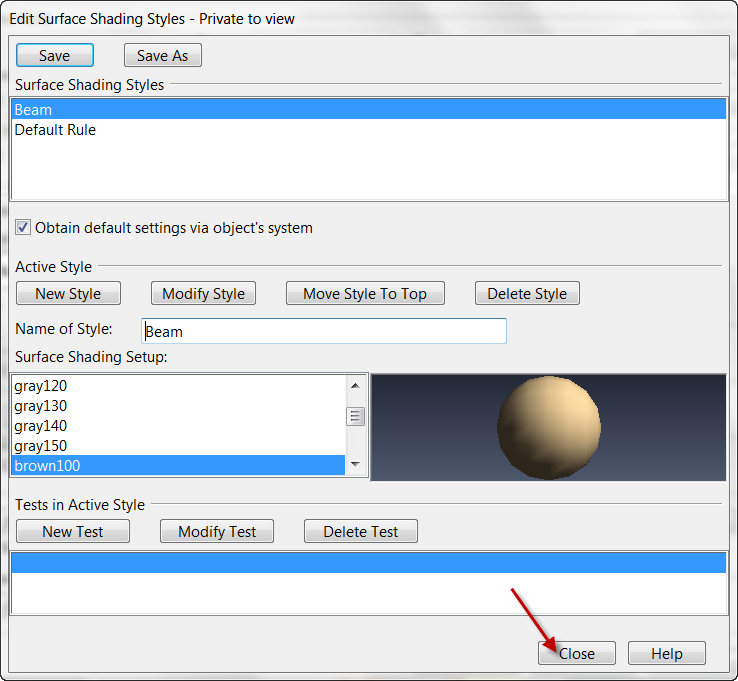 Edit Surface Shading Styles - Private to view
Save Save As
Surface Shading Styles
Beam
Default Rule
Obtain default settings via object's system
Active Style
New Style Modify Style Move Style To Top Delete Style
Name of Style: Beam
Surface Shading Setup:
gray120
gray130
gray140
gray150
brown100
Tests in Active Style
New Test Modify Test Delete Test
Close Help